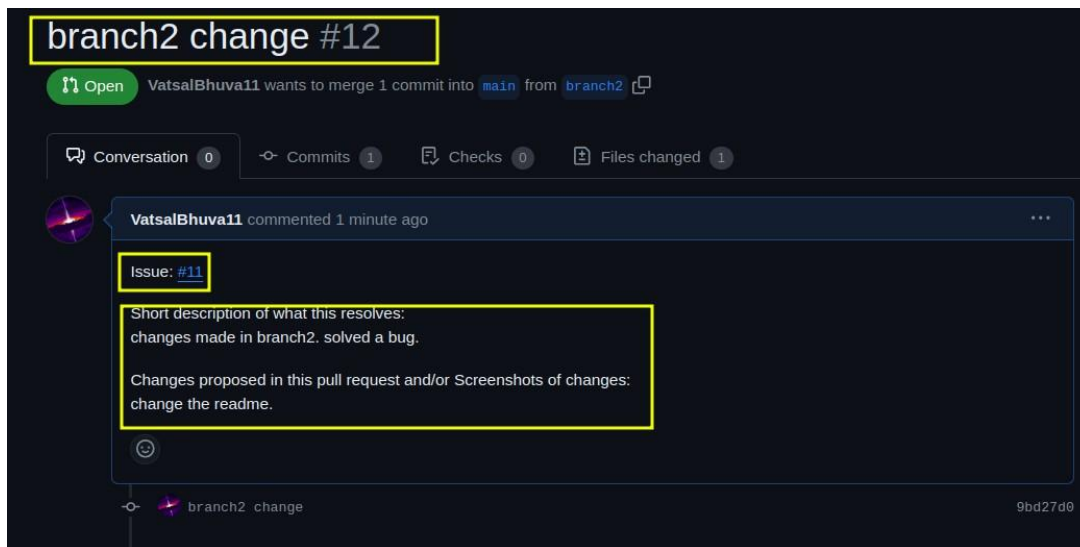 branch2 change #12
Open VatsalBhuva11 wants to merge 1 commit into main from branch2
Conversation 0 Commits 1 Checks 0 Files changed 1
VatsalBhuva11 commented 1 minute ago
Issue: #11
Short description of what this resolves:
changes made in branch2. solved a bug.
Changes proposed in this pull request and/or Screenshots of changes:
change the readme.
branch2 change 9bd27d0